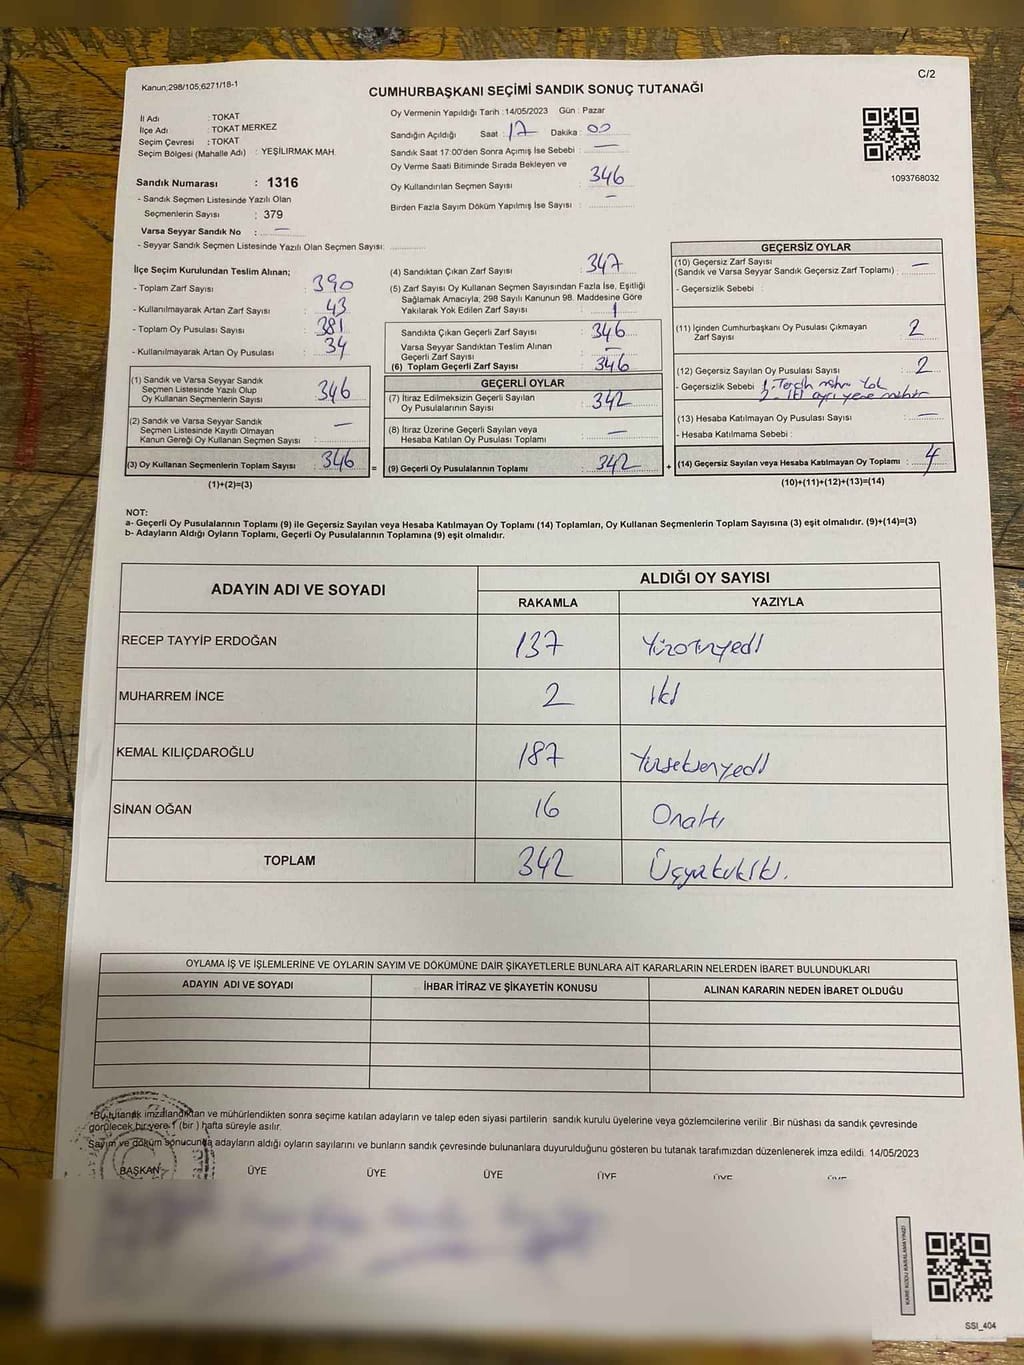 C/2
Kanun,298/105,6271/18-1
CUMHURBAŞKANI SEÇİMİ SANDIK SONUÇ TUTANAĞI
İl Adı : TOKAT
İlçe Adı : TOKAT MERKEZ
Seçim Çevresi : TOKAT
Seçim Bölgesi (Mahalle Adı) : YEŞİLIRMAK MAH.
Sandık Numarası : 1316
- Sandık Seçmen Listesinde Yazılı Olan
Seçmenlerin Sayısı : 379
Varsa Seyyar Sandık No : —
- Seyyar Sandık Seçmen Listesinde Yazılı Olan Seçmen Sayısı:
Oy Vermenin Yapıldığı Tarih :14/05/2023 Gün : Pazar
Sandığın Açıldığı Saat : 17 Dakika : 00
Sandık Saat 17:00'den Sonra Açımış İse Sebebi : —
Oy Verme Saati Bitiminde Sırada Bekleyen ve
Oy Kullandırılan Seçmen Sayısı : 346
Birden Fazla Sayım Döküm Yapılmış İse Sayısı : —
1093768032
İlçe Seçim Kurulundan Teslim Alınan;
- Toplam Zarf Sayısı : 390
- Kullanılmayarak Artan Zarf Sayısı : 43
- Toplam Oy Pusulası Sayısı : 381
- Kullanılmayarak Artan Oy Pusulası : 34
(1) Sandık ve Varsa Seyyar Sandık
Seçmen Listesinde Yazılı Olup
Oy Kullanan Seçmenlerin Sayısı : 346
(2) Sandık ve Varsa Seyyar Sandık
Seçmen Listesinde Kayıtlı Olmayan
Kanun Gereği Oy Kullanan Seçmen Sayısı : —
(3) Oy Kullanan Seçmenlerin Toplam Sayısı : 346 =
(1)+(2)=(3)
(4) Sandıktan Çıkan Zarf Sayısı : 347
(5) Zarf Sayısı Oy Kullanan Seçmen Sayısından Fazla İse, Eşitliği
Sağlamak Amacıyla, 298 Sayılı Kanunun 98. Maddesine Göre
Yakılarak Yok Edilen Zarf Sayısı : 1
Sandıkta Çıkan Geçerli Zarf Sayısı : 346
Varsa Seyyar Sandıktan Teslim Alınan
Geçerli Zarf Sayısı : —
(6) Toplam Geçerli Zarf Sayısı : 346
GEÇERLİ OYLAR
(7) İtiraz Edilmeksizin Geçerli Sayılan
Oy Pusulalarının Sayısı : 342
(8) İtiraz Üzerine Geçerli Sayılan veya
Hesaba Katılan Oy Pusulası Toplamı : —
(9) Geçerli Oy Pusulalarının Toplamı : 342 +
GEÇERSİZ OYLAR
(10) Geçersiz Zarf Sayısı
(Sandık ve Varsa Seyyar Sandık Geçersiz Zarf Toplamı) : —
- Geçersizlik Sebebi :
(11) İçinden Cumhurbaşkanı Oy Pusulası Çıkmayan
Zarf Sayısı : 2
(12) Geçersiz Sayılan Oy Pusulası Sayısı : 2
- Geçersizlik Sebebi : 1-Tercih mührü Yok
2- İki ayrı yere mühür
(13) Hesaba Katılmayan Oy Pusulası Sayısı : —
- Hesaba Katılmama Sebebi :
(14) Geçersiz Sayılan veya Hesaba Katılmayan Oy Toplamı : 4
(10)+(11)+(12)+(13)=(14)
NOT:
a- Geçerli Oy Pusulalarının Toplamı (9) ile Geçersiz Sayılan veya Hesaba Katılmayan Oy Toplamı (14) Toplamları, Oy Kullanan Seçmenlerin Toplam Sayısına (3) eşit olmalıdır. (9)+(14)=(3)
b- Adayların Aldığı Oyların Toplamı, Geçerli Oy Pusulalarının Toplamına (9) eşit olmalıdır.
ADAYIN ADI VE SOYADI ALDIĞI OY SAYISI
RAKAMLA YAZIYLA
RECEP TAYYİP ERDOĞAN 137 Yüzotuzyedi
MUHARREM İNCE 2 İki
KEMAL KILIÇDAROĞLU 187 Yüzseksenyedi
SİNAN OĞAN 16 Onaltı
TOPLAM 342 Üçyüzkırkiki.
OYLAMA İŞ VE İŞLEMLERİNE VE OYLARIN SAYIM VE DÖKÜMÜNE DAİR ŞİKAYETLERLE BUNLARA AİT KARARLARIN NELERDEN İBARET BULUNDUKLARI
ADAYIN ADI VE SOYADI İHBAR İTİRAZ VE ŞİKAYETİN KONUSU ALINAN KARARIN NEDEN İBARET OLDUĞU
*Bu tutanak imzalandıktan ve mühürlendikten sonra seçime katılan adayların ve talep eden siyasi partilerin sandık kurulu üyelerine veya gözlemcilerine verilir .Bir nüshası da sandık çevresinde
görülecek bir yere 1 (bir ) hafta süreyle asılır.
Sayım ve döküm sonucunda adayların aldığı oyların sayılarını ve bunların sandık çevresinde bulunanlara duyurulduğunu gösteren bu tutanak tarafımızdan düzenlenerek imza edildi. 14/05/2023
BAŞKAN ÜYE ÜYE ÜYE ÜYE ÜYE ÜYE
KARE KODU KARALAMAYINIZ!
SSI_404